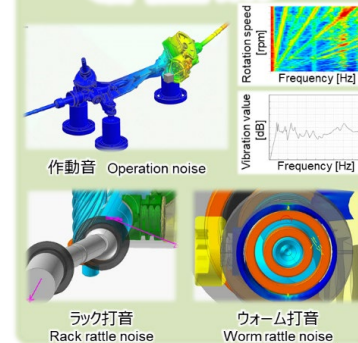 Rotation speed
[rpm]
Frequency [Hz]
Vibration value
[dB]
Frequency [Hz]
作動音 Operation noise
ラック打音
Rack rattle noise
ウォーム打音
Worm rattle noise